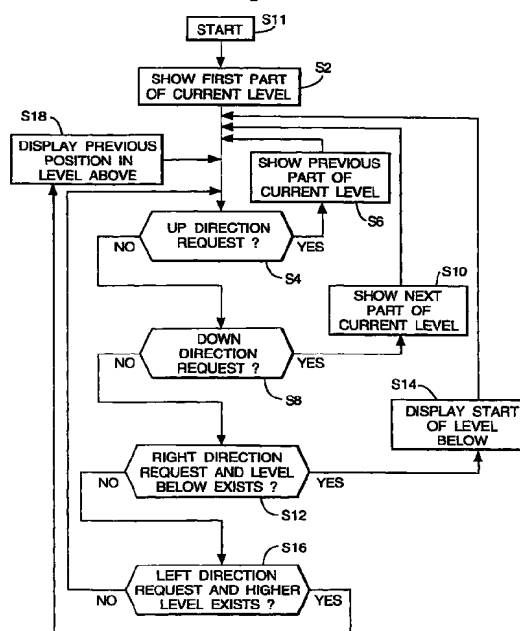 START
S11
SHOW FIRST PART
OF CURRENT LEVEL
S2
S18
DISPLAY PREVIOUS
POSITION IN
LEVEL ABOVE
SHOW PREVIOUS
PART OF
CURRENT LEVEL
S6
UP DIRECTION
REQUEST ?
NO
YES
S4
S10
SHOW NEXT
PART OF
CURRENT LEVEL
DOWN
DIRECTION
REQUEST ?
NO
YES
S8
S14
DISPLAY START
OF LEVEL
BELOW
RIGHT DIRECTION
REQUEST AND LEVEL
BELOW EXISTS ?
NO
YES
S12
S16
LEFT DIRECTION
REQUEST AND HIGHER
LEVEL EXISTS ?
NO
YES